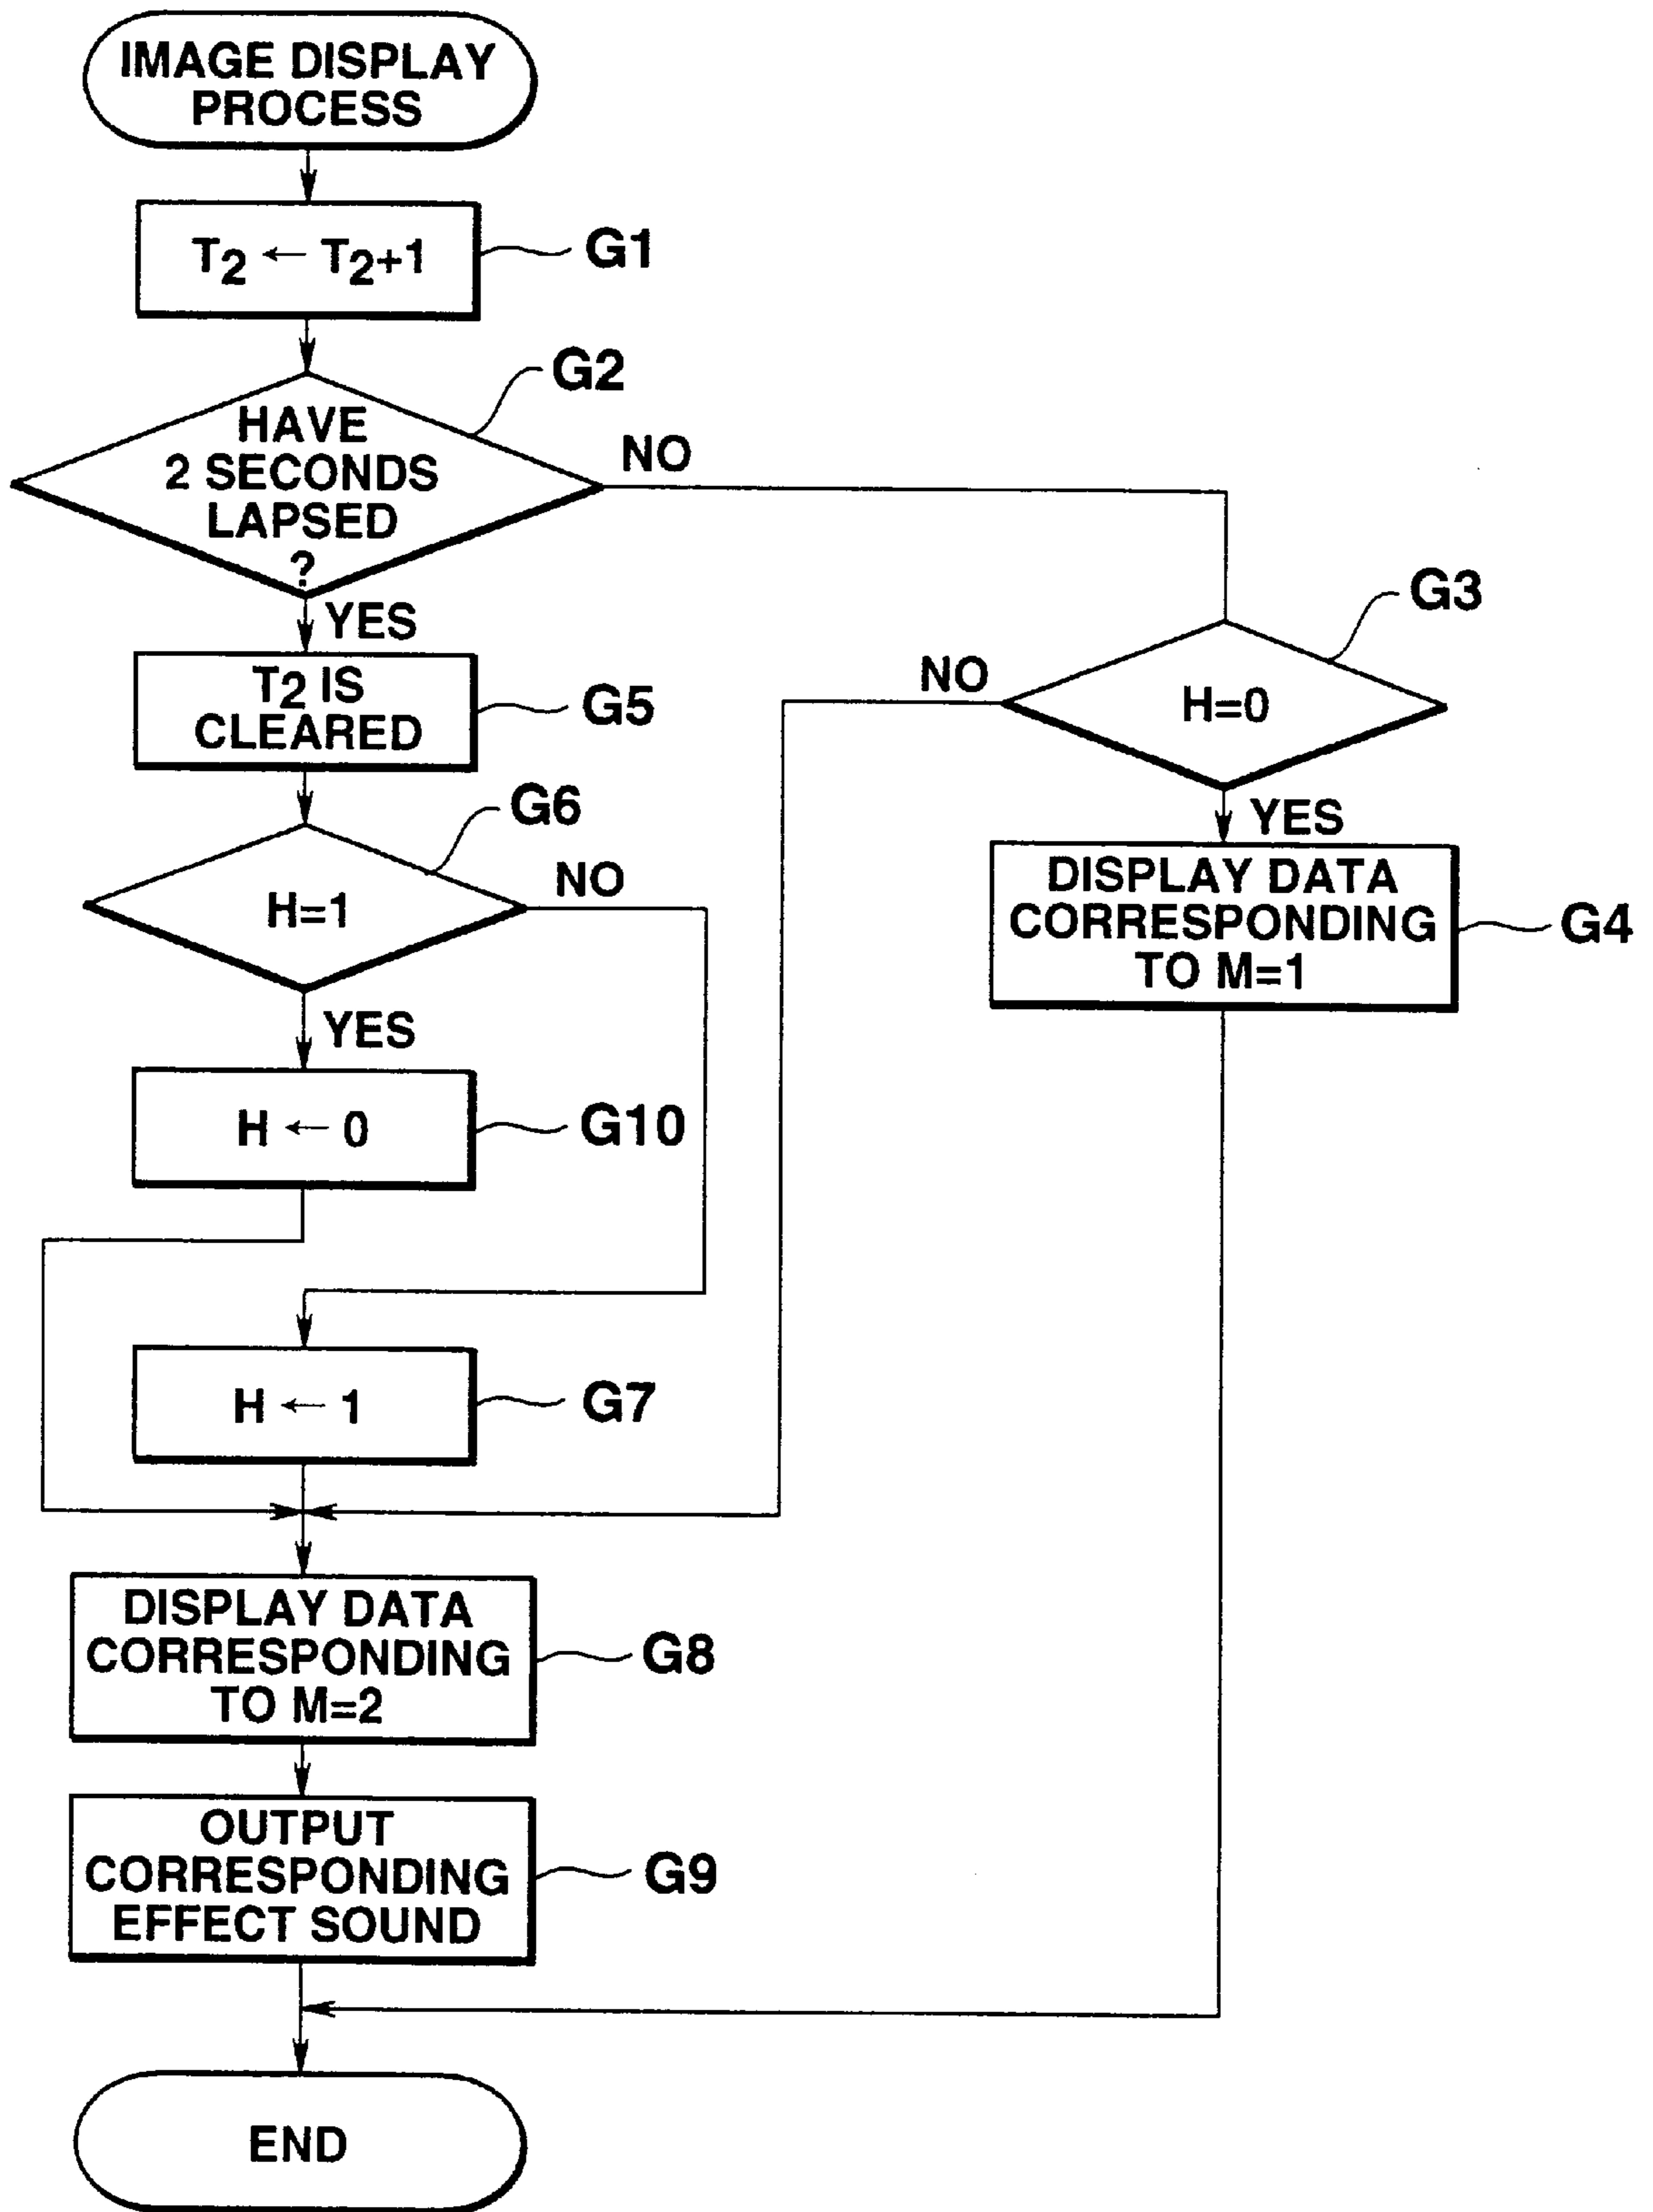 IMAGE DISPLAY
PROCESS
T2 ← T2+1
G1
G2
HAVE
2 SECONDS
LAPSED
?
NO
YES
G3
H=0
NO
YES
T2 IS
CLEARED
G5
G6
H=1
NO
YES
DISPLAY DATA
CORRESPONDING
TO M=1
G4
H ← 0
G10
H ← 1
G7
DISPLAY DATA
CORRESPONDING
TO M=2
G8
OUTPUT
CORRESPONDING
EFFECT SOUND
G9
END